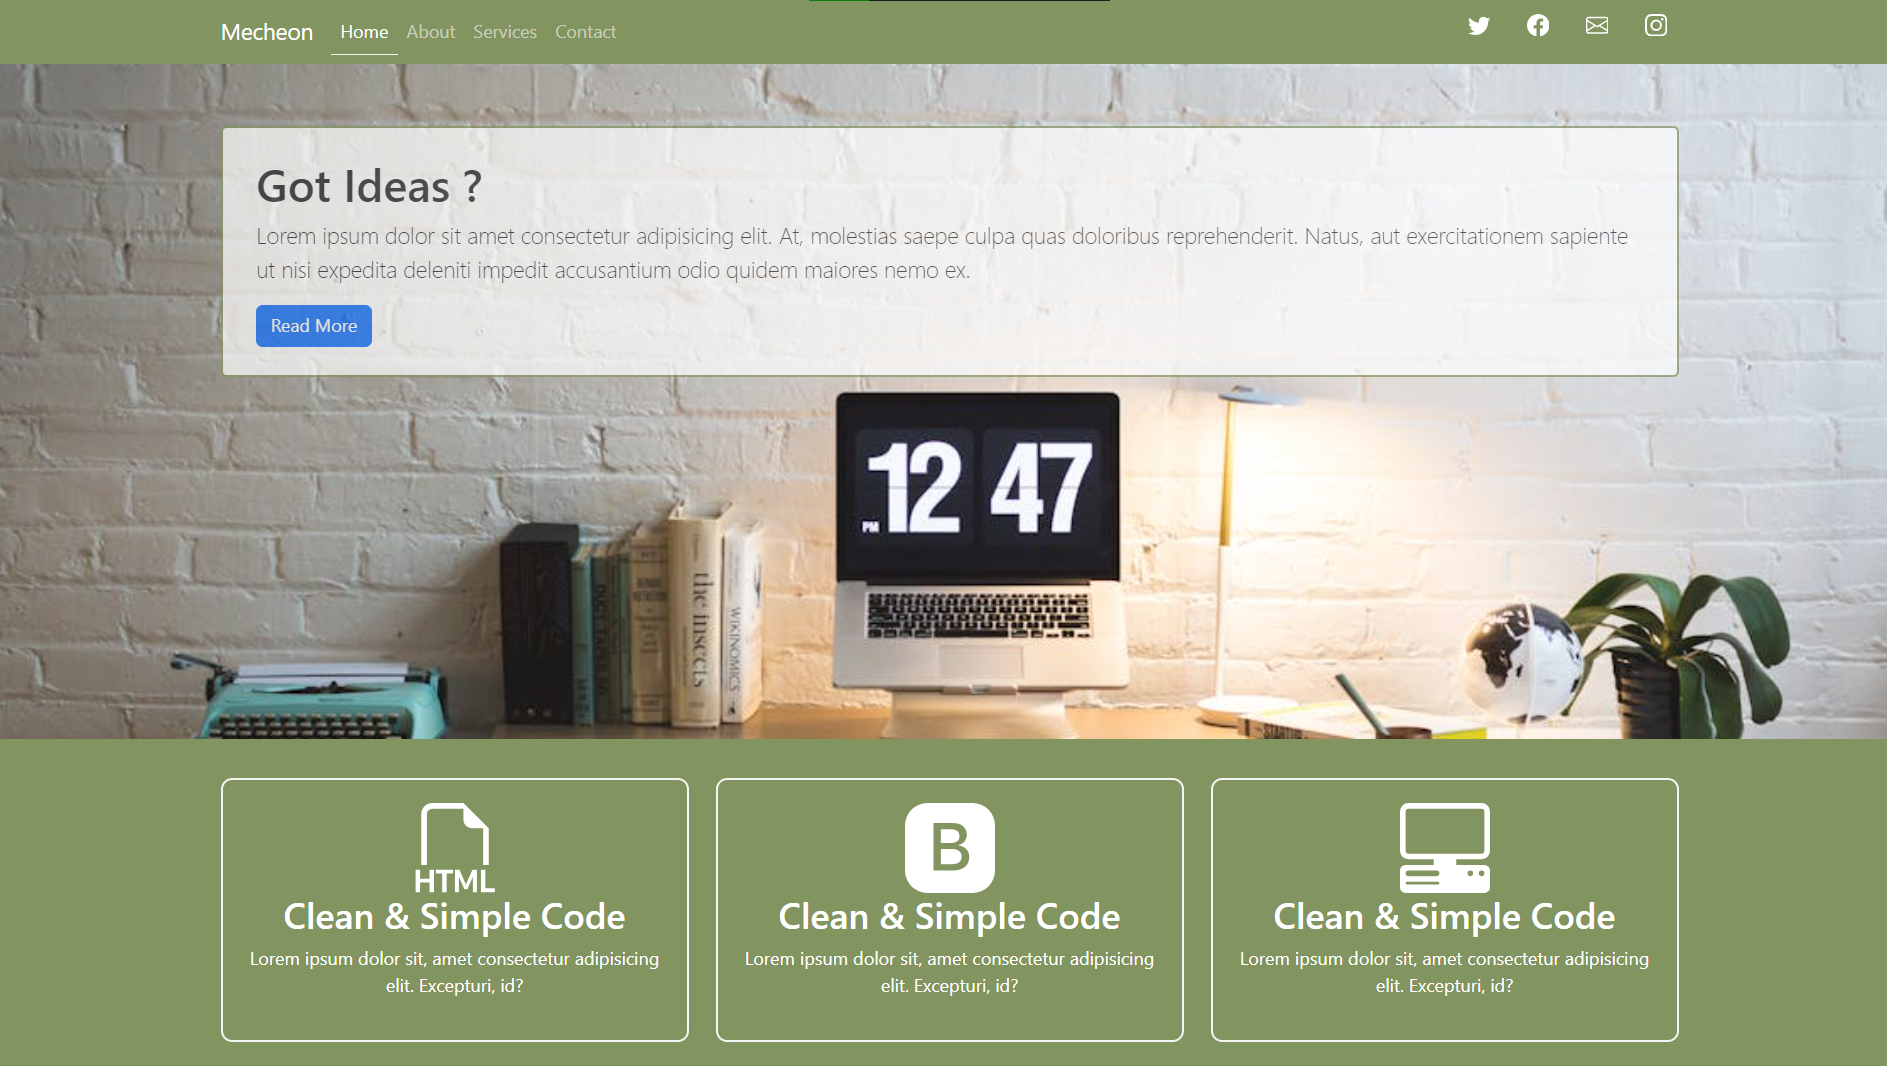 Mecheon
Home
About
Services
Contact
Got Ideas ?
Lorem ipsum dolor sit amet consectetur adipisicing elit. At, molestias saepe culpa quas doloribus reprehenderit. Natus, aut exercitationem sapiente
ut nisi expedita deleniti impedit accusantium odio quidem maiores nemo ex.
Read More
PM
12 47
the insects
WIKINOMICS
HTML
Clean & Simple Code
Lorem ipsum dolor sit, amet consectetur adipisicing
elit. Excepturi, id?
B
Clean & Simple Code
Lorem ipsum dolor sit, amet consectetur adipisicing
elit. Excepturi, id?
Clean & Simple Code
Lorem ipsum dolor sit, amet consectetur adipisicing
elit. Excepturi, id?